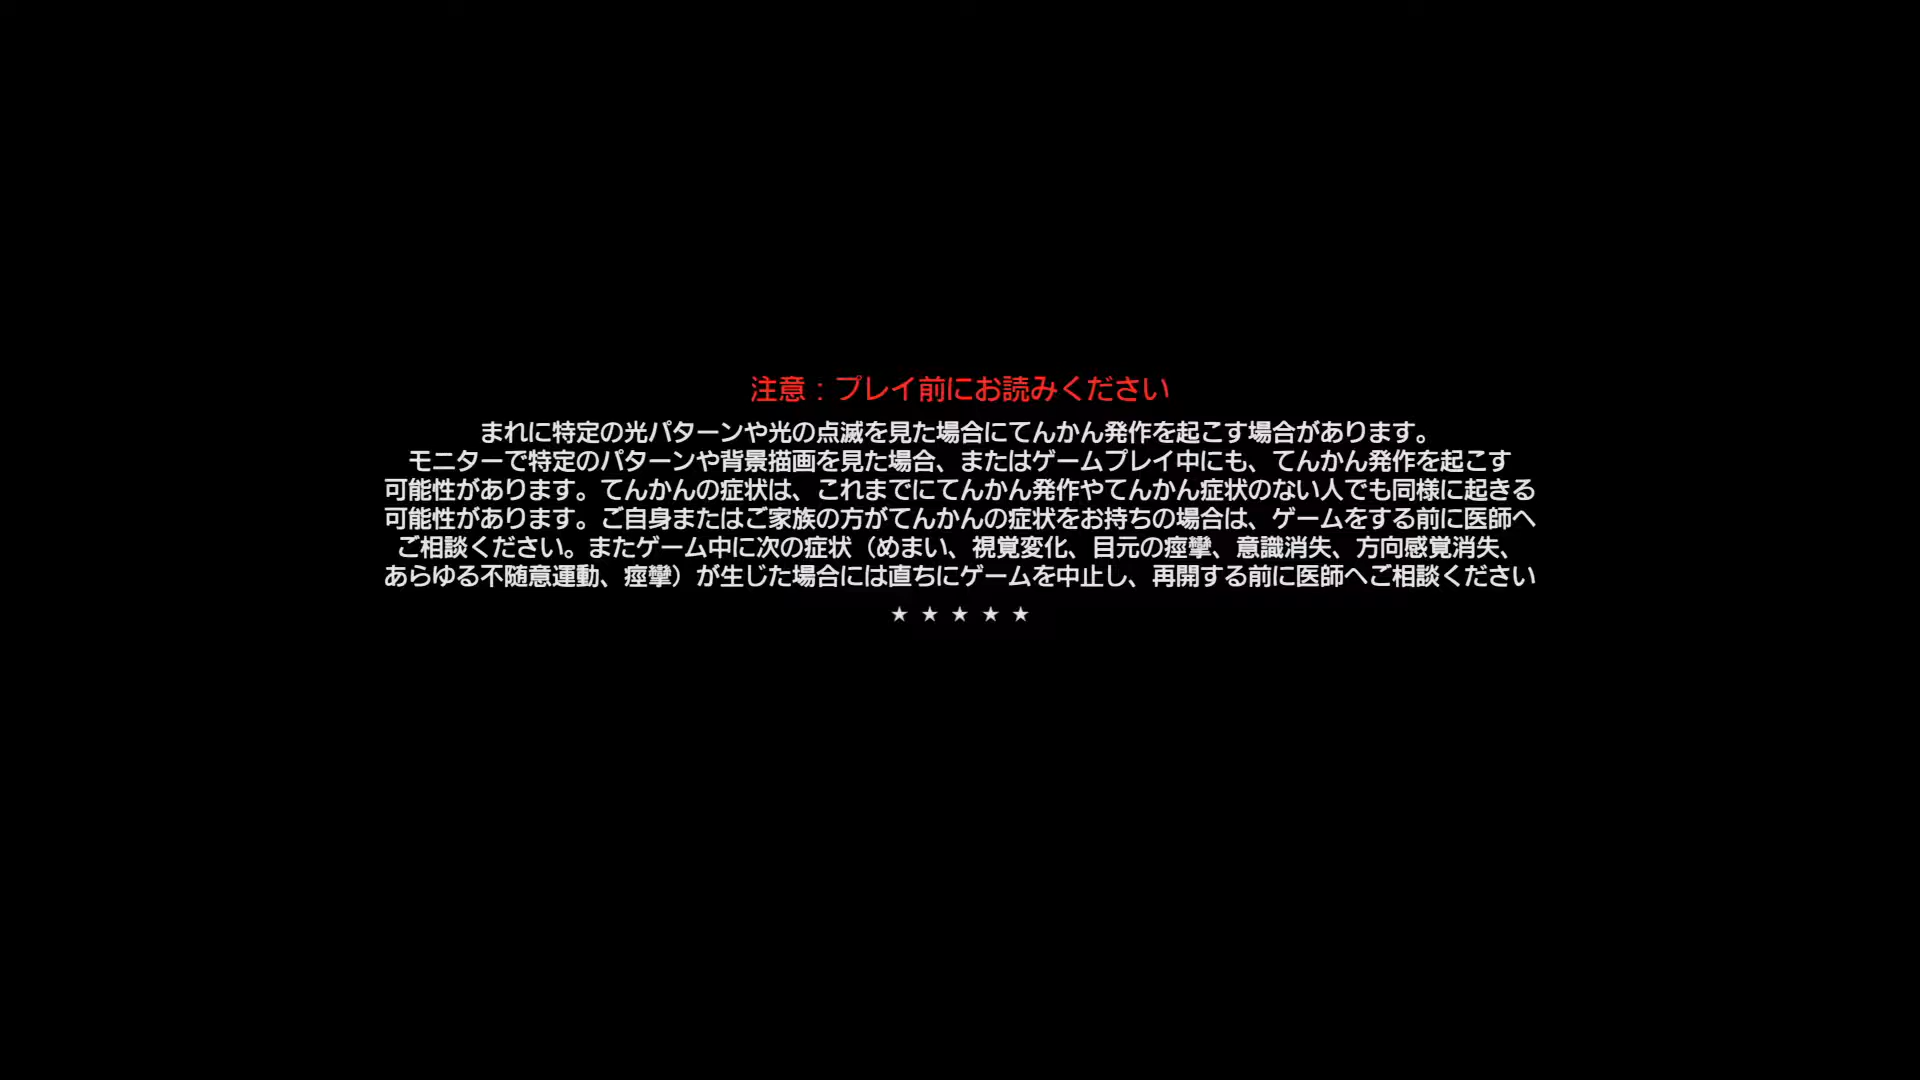 注意：プレイ前にお読みください
まれに特定の光パターンや光の点滅を見た場合にてんかん発作を起こす場合があります。
モニターで特定のパターンや背景描画を見た場合、またはゲームプレイ中にも、てんかん発作を起こす
可能性があります。てんかんの症状は、これまでにてんかん発作やてんかん症状のない人でも同様に起きる
可能性があります。ご自身またはご家族の方がてんかんの症状をお持ちの場合は、ゲームをする前に医師へ
ご相談ください。またゲーム中に次の症状（めまい、視覚変化、目元の痙攣、意識消失、方向感覚消失、
あらゆる不随意運動、痙攣）が生じた場合には直ちにゲームを中止し、再開する前に医師へご相談ください
★ ★ ★ ★ ★